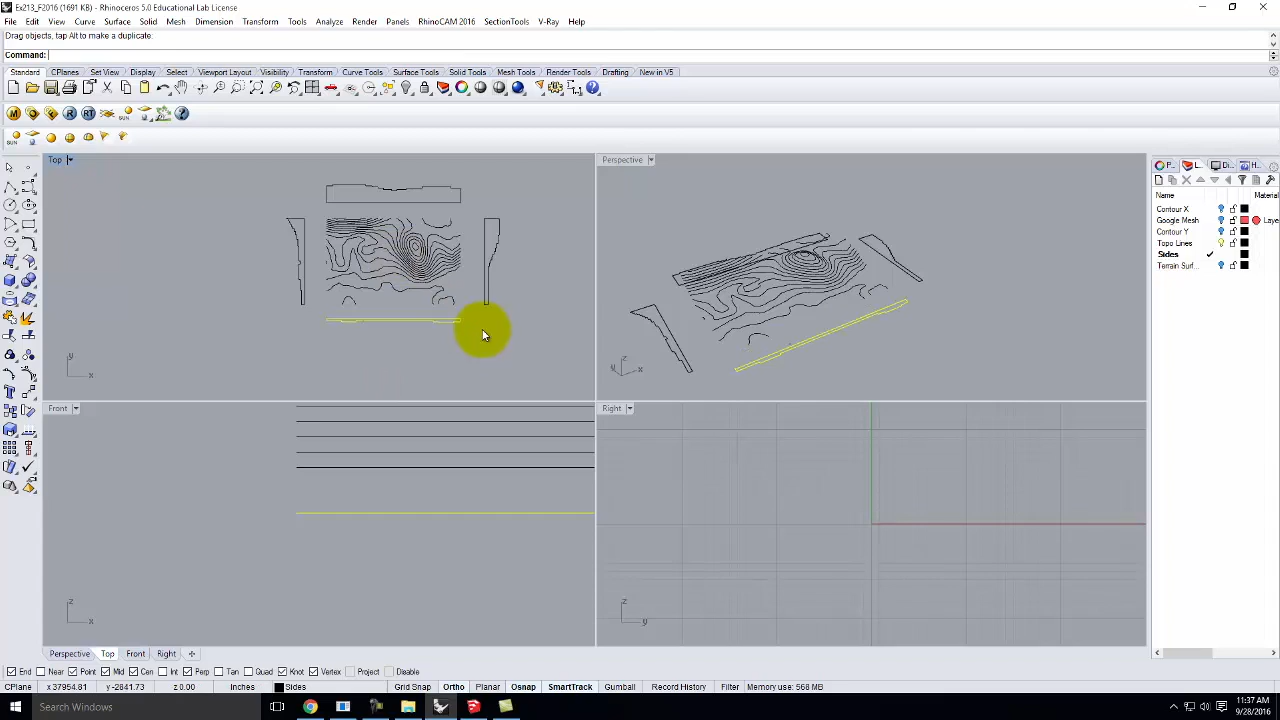 Ex213_F2016 (1691 KB) - Rhinoceros 5.0 Educational Lab License
File Edit View Curve Surface Solid Mesh Dimension Transform Tools Analyze Render Panels RhinoCAM 2016 SectionTools V-Ray Help
Drag objects, tap Alt to make a duplicate:
Command:
Standard CPlanes Set View Display Select Viewport Layout Visibility Transform Curve Tools Surface Tools Solid Tools Mesh Tools Render Tools Drafting New in V5
Top
Perspective
Name Material
Contour X
Google Mesh Laye
Contour Y
Topo Lines
Sides
Terrain Surf...
y x
z y x
Front
Right
z x
z y
Perspective Top Front Right
End Near Point Mid Cen Int Perp Tan Quad Knot Vertex Project Disable
CPlane x 37954.81 y -2841.73 z 0.00 Inches Sides Grid Snap Ortho Planar Osnap SmartTrack Gumball Record History Filter Memory use: 568 MB
Search Windows
11:37 AM
9/28/2016